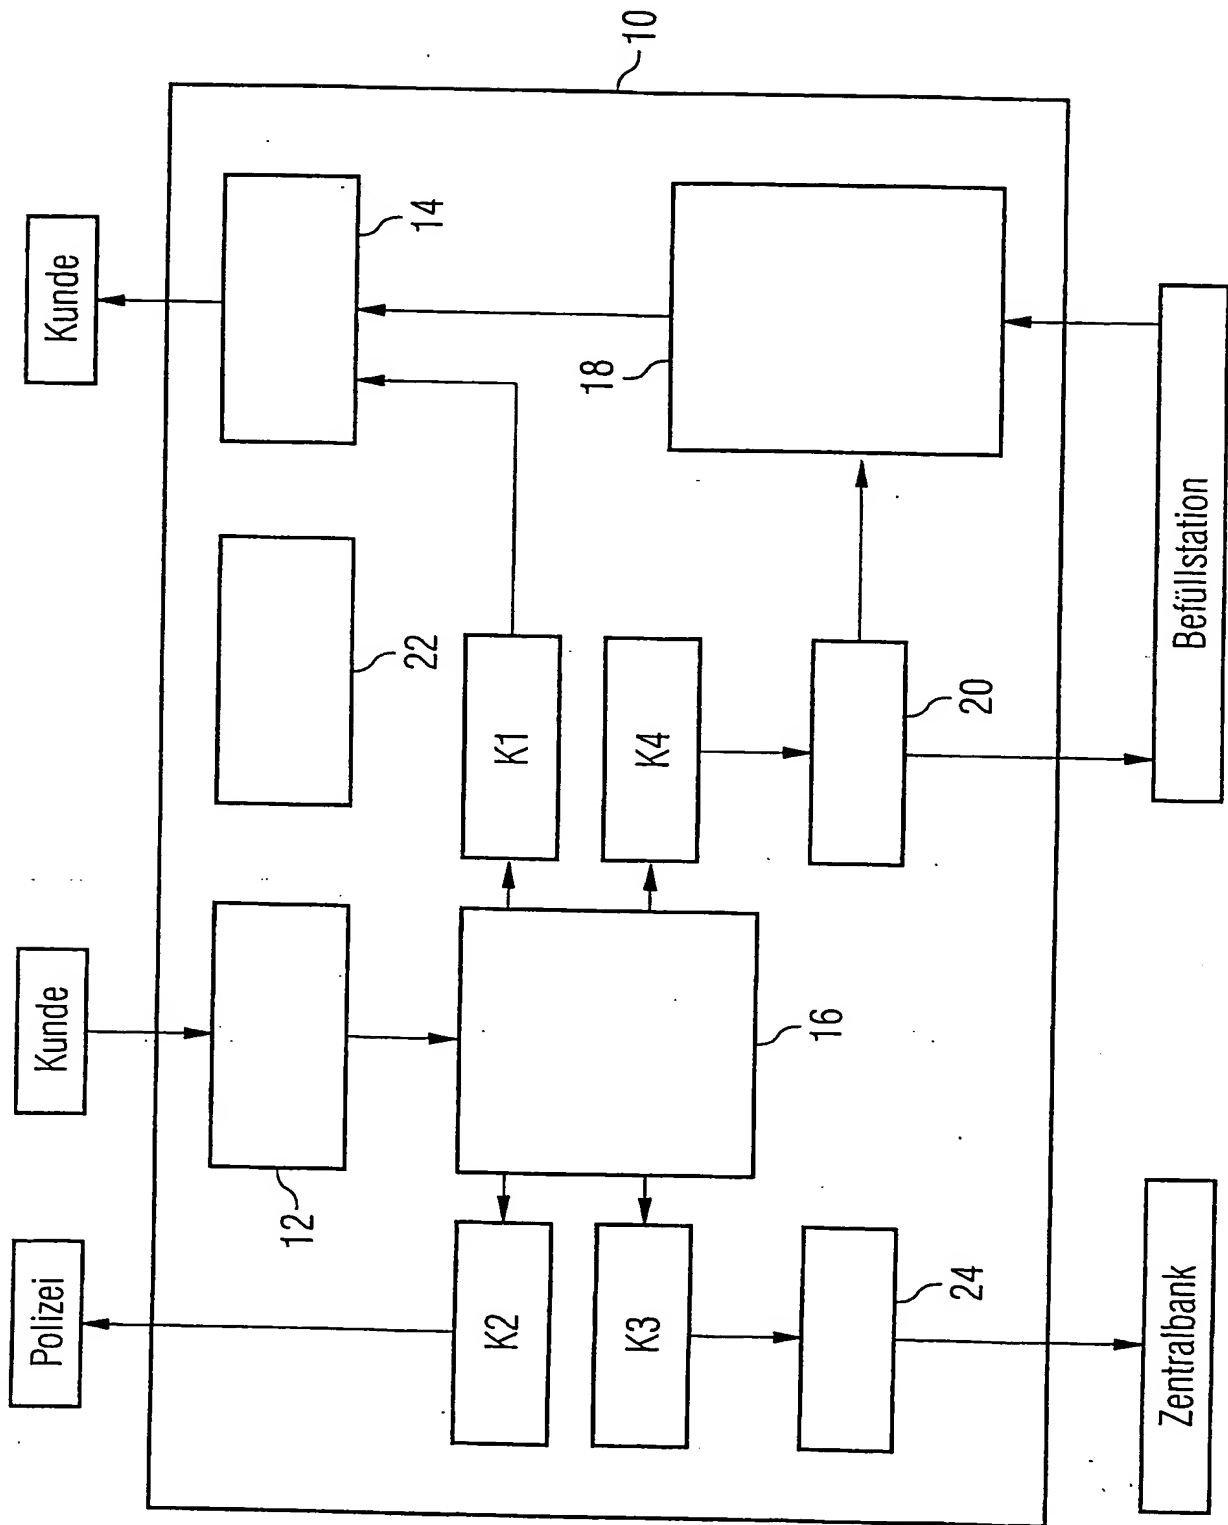 Polizei
Kunde
Kunde
10
12
22
14
K2
K1
K3
16
K4
18
24
20
Zentralbank
Befüllstation